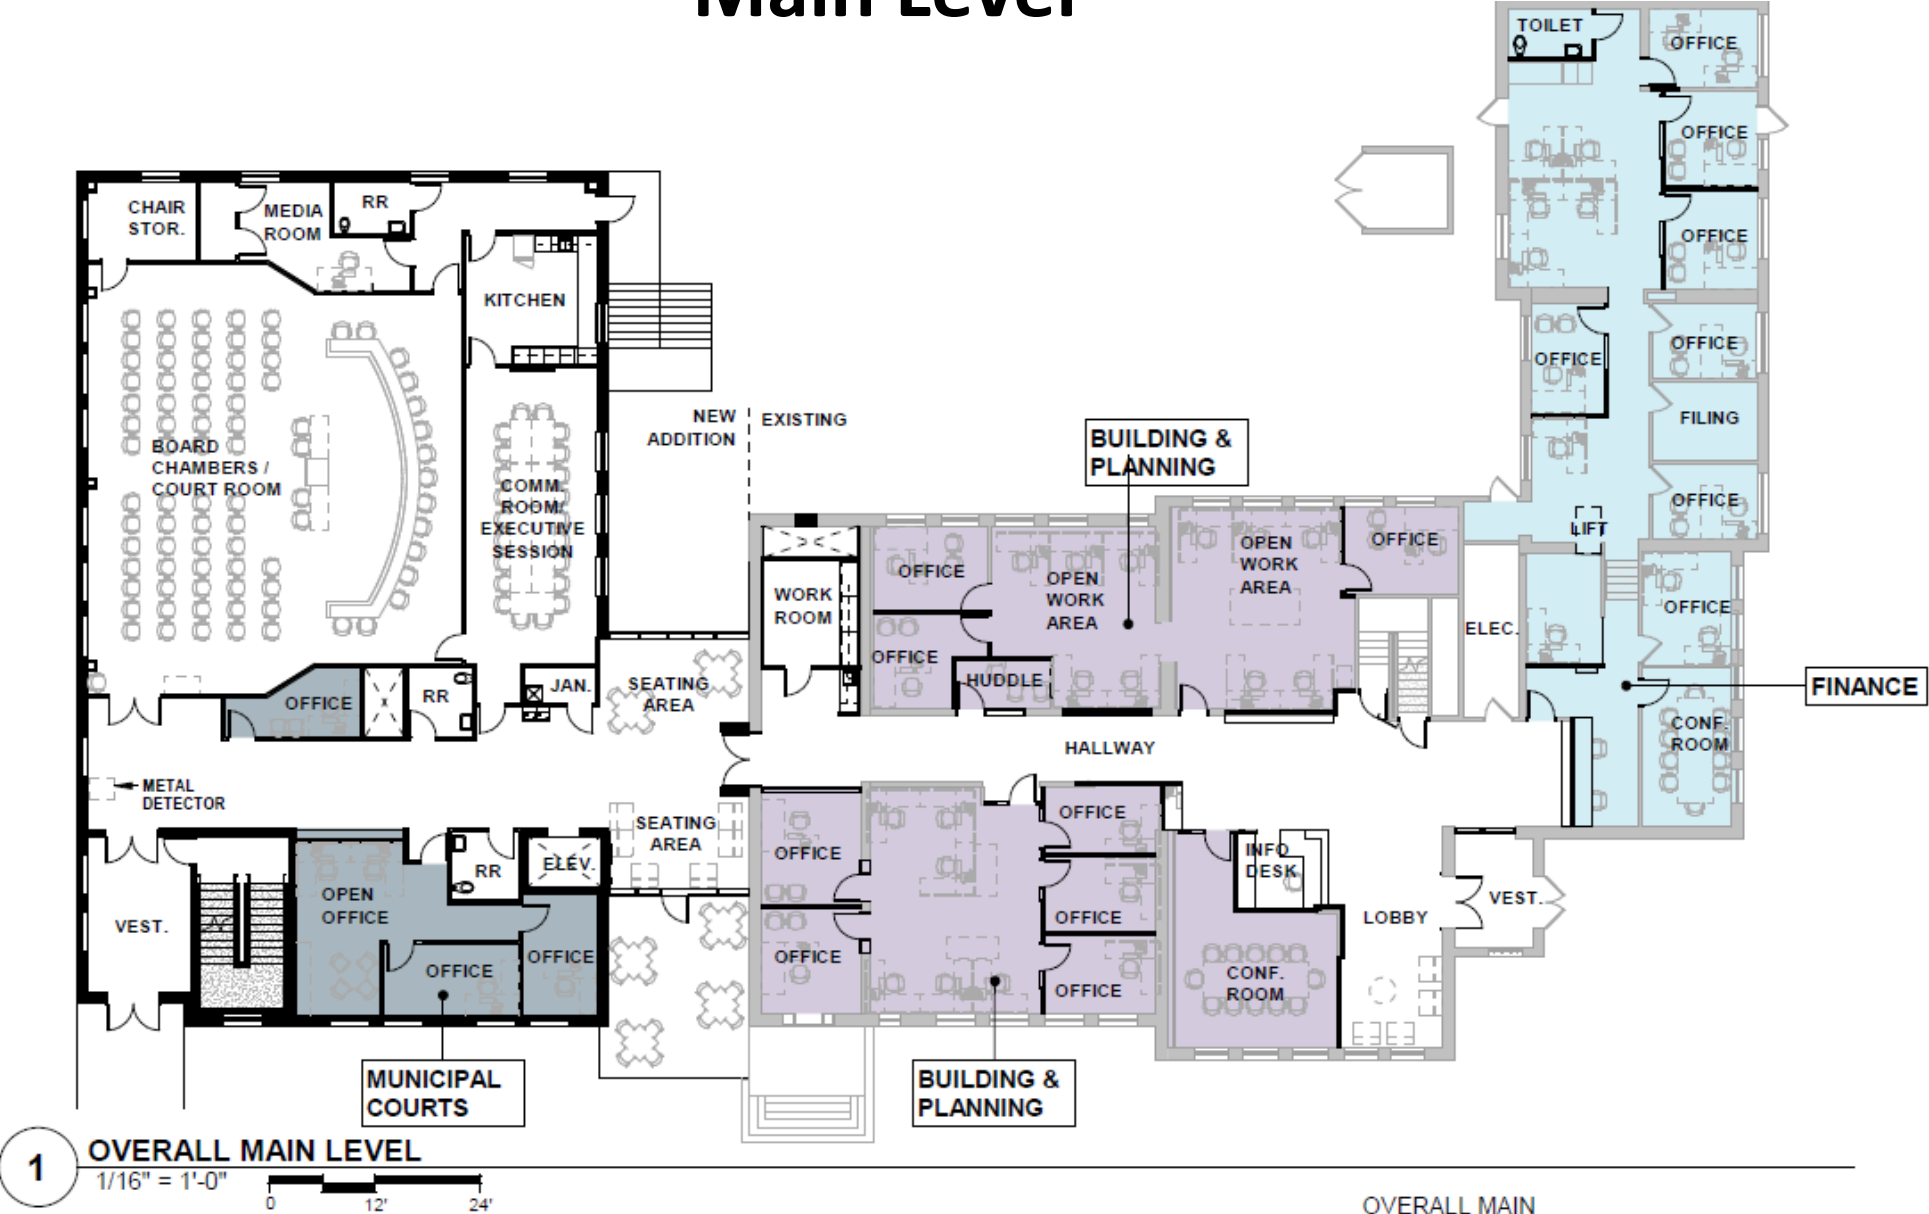 Main Level
TOILET
OFFICE
OFFICE
OFFICE
CHAIR
STOR.
MEDIA
ROOM
RR
KITCHEN
OFFICE
OFFICE
FILING
OFFICE
NEW
ADDITION
EXISTING
BUILDING &
PLANNING
BOARD
CHAMBERS /
COURT ROOM
COMM.
ROOM/
EXECUTIVE
SESSION
LIFT
OFFICE
OPEN
WORK
AREA
OPEN
WORK
AREA
OFFICE
WORK
ROOM
OFFICE
ELEC.
OFFICE
HUDDLE
FINANCE
OFFICE
RR
JAN.
SEATING
AREA
CONF.
ROOM
HALLWAY
METAL
DETECTOR
SEATING
AREA
OFFICE
OFFICE
INFO
DESK
RR
ELEV.
OPEN
OFFICE
VEST.
VEST.
LOBBY
OFFICE
OFFICE
OFFICE
OFFICE
OFFICE
CONF.
ROOM
MUNICIPAL
COURTS
BUILDING &
PLANNING
1
OVERALL MAIN LEVEL
1/16" = 1'-0"
0 12' 24'
OVERALL MAIN